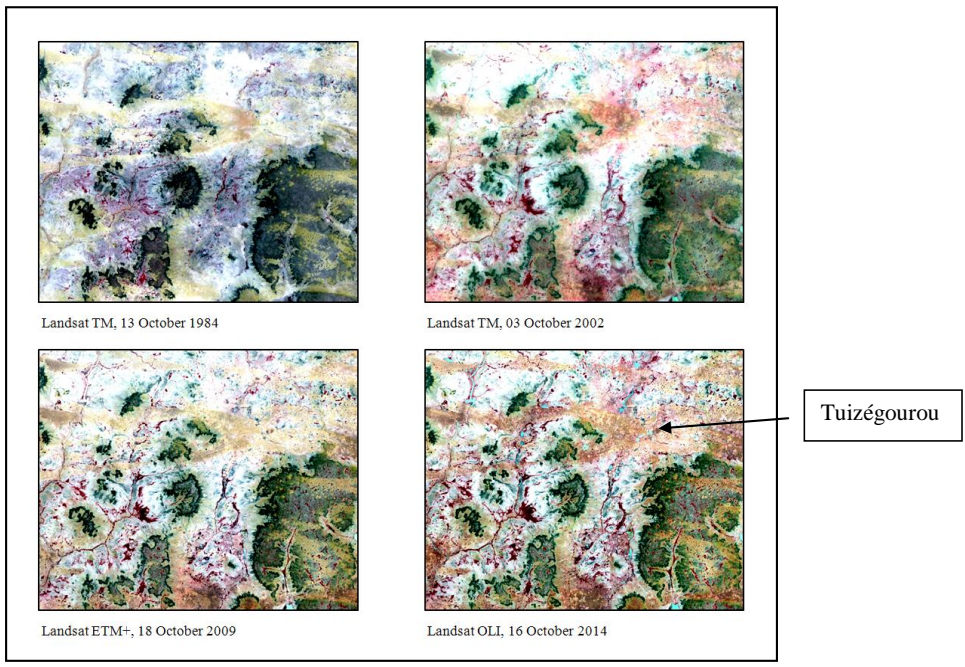 Landsat TM, 13 October 1984
Landsat TM, 03 October 2002
Tuizégourou
Landsat ETM+, 18 October 2009
Landsat OLI, 16 October 2014